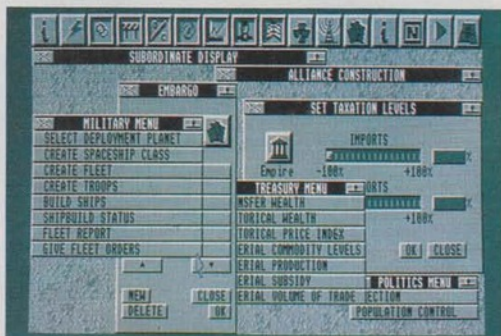 SUBORDINATE DISPLAY
ALLIANCE CONSTRUCTION
EMBARGO
SET TAXATION LEVELS
MILITARY MENU
SELECT DEPLOYMENT PLANET
CREATE SPACESHIP CLASS
CREATE FLEET
CREATE TROOPS
BUILD SHIPS
SHIPBUILD STATUS
FLEET REPORT
GIVE FLEET ORDERS
NEW
CLOSE
DELETE
OK
IMPORTS
Empire
-100%
+100%
%
ORTS
+100%
%
OK
CLOSE
TREASURY MENU
NSFER WEALTH
TORICAL WEALTH
TORICAL PRICE INDEX
ERIAL COMMODITY LEVELS
ERIAL PRODUCTION
ERIAL SUBSIDY
ERIAL VOLUME OF TRADE
T POLITICS MENU
ECTION
POPULATION CONTROL